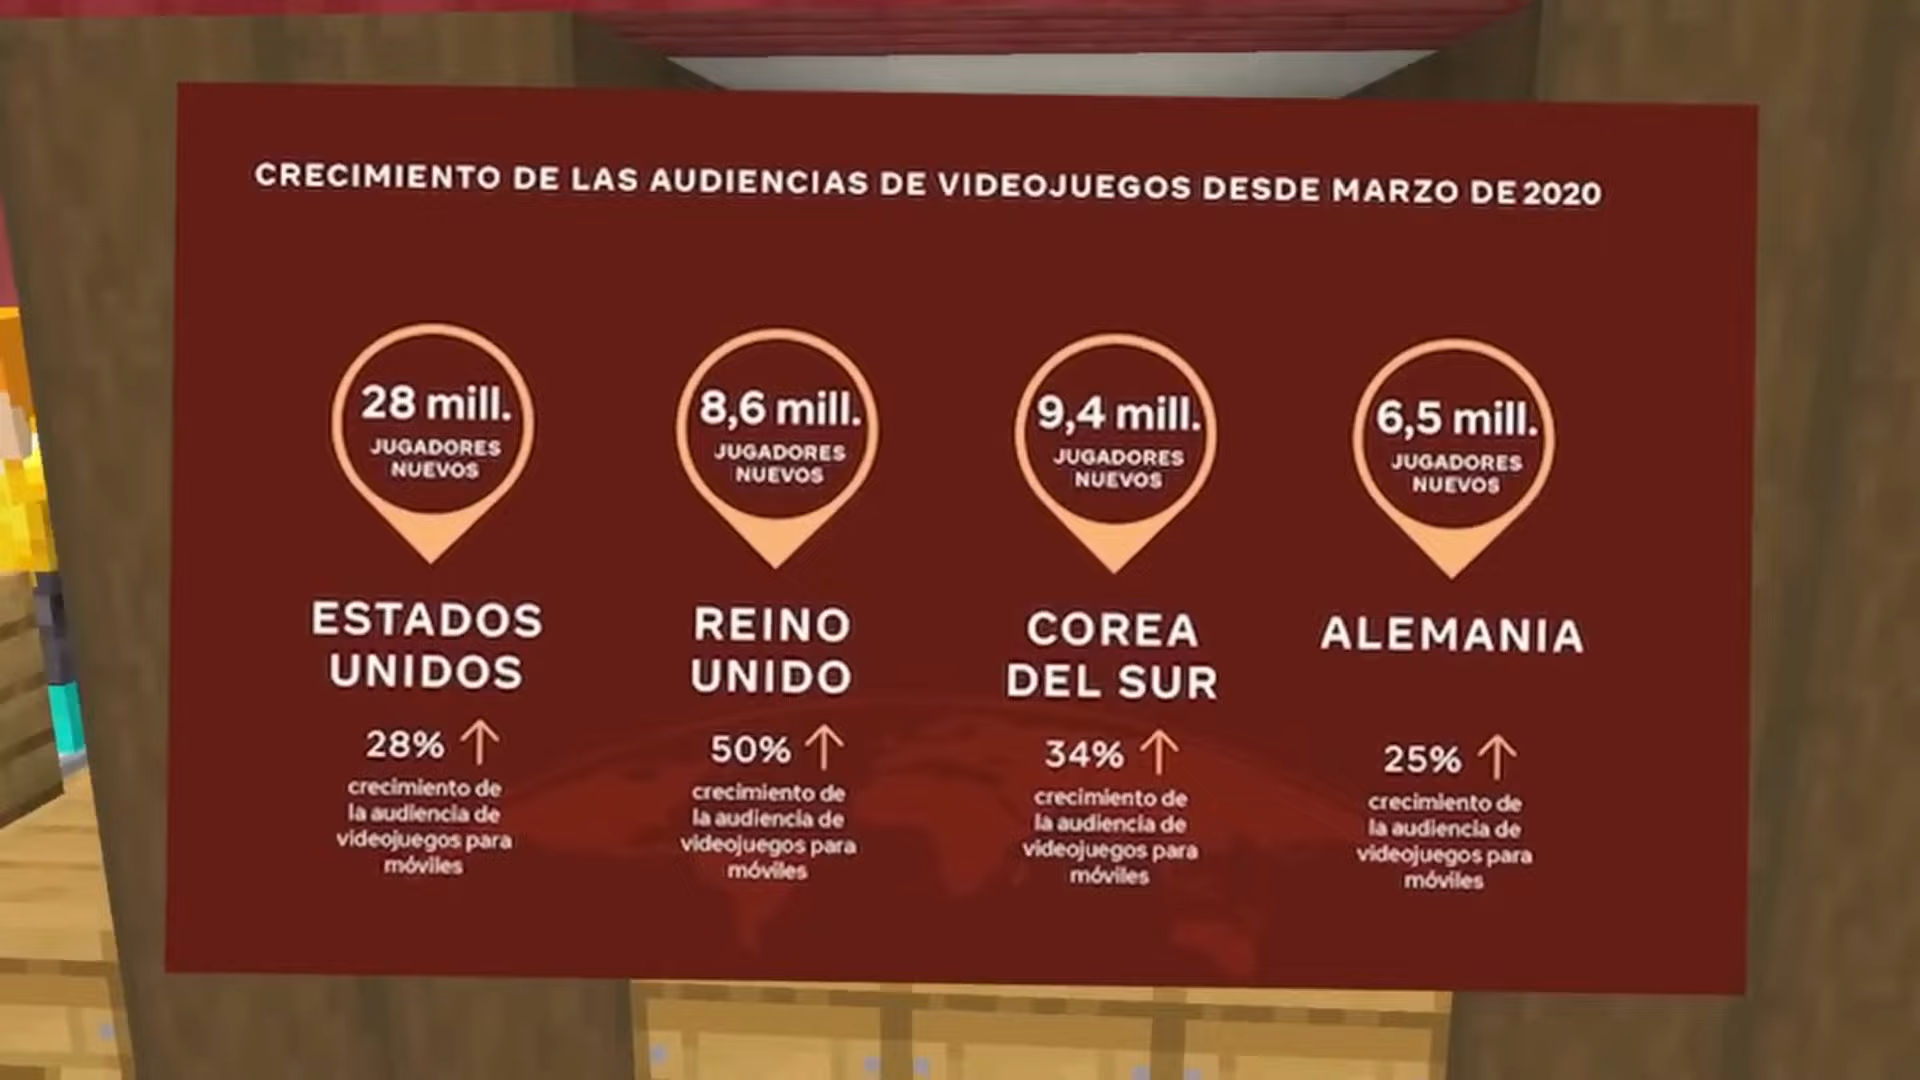 CRECIMIENTO DE LAS AUDIENCIAS DE VIDEOJUEGOS DESDE MARZO DE 2020
28 mill.
JUGADORES
NUEVOS
ESTADOS
UNIDOS
28%
crecimiento de
la audiencia de
videojuegos para
móviles
8,6 mill.
JUGADORES
NUEVOS
REINO
UNIDO
50%
crecimiento de
la audiencia de
videojuegos para
móviles
9,4 mill.
JUGADORES
NUEVOS
COREA
DEL SUR
34%
crecimiento de
la audiencia de
videojuegos para
móviles
6,5 mill.
JUGADORES
NUEVOS
ALEMANIA
25%
crecimiento de
la audiencia de
videojuegos para
móviles